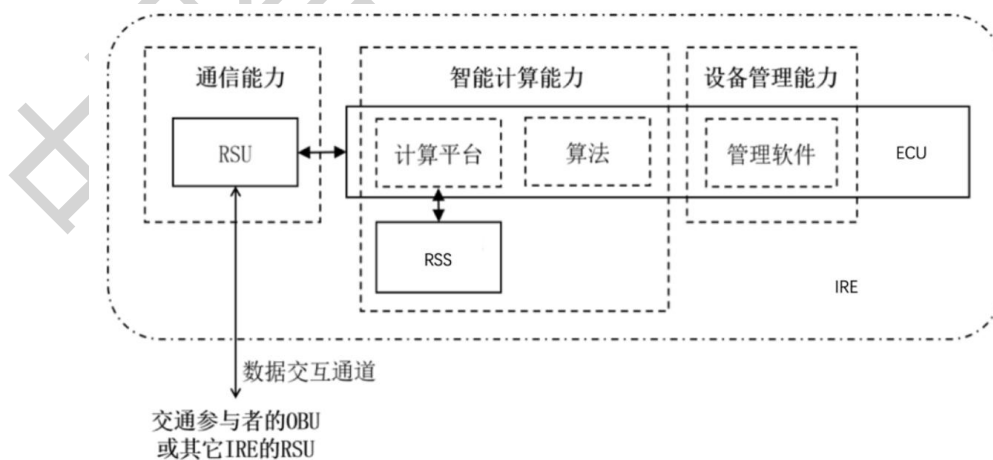 通信能力
智能计算能力
设备管理能力
RSU
计算平台
算法
管理软件
ECU
RSS
IRE
数据交互通道
交通参与者的OBU
或其它IRE的RSU